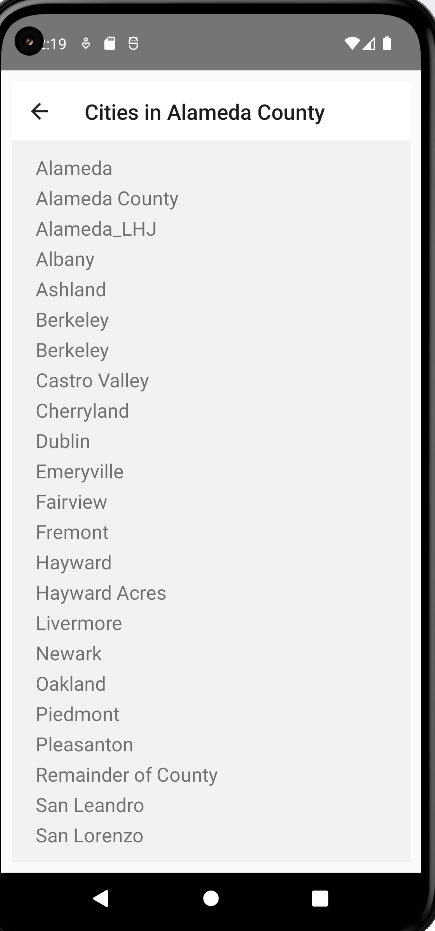 :19
Cities in Alameda County
Alameda
Alameda County
Alameda_LHJ
Albany
Ashland
Berkeley
Berkeley
Castro Valley
Cherryland
Dublin
Emeryville
Fairview
Fremont
Hayward
Hayward Acres
Livermore
Newark
Oakland
Piedmont
Pleasanton
Remainder of County
San Leandro
San Lorenzo